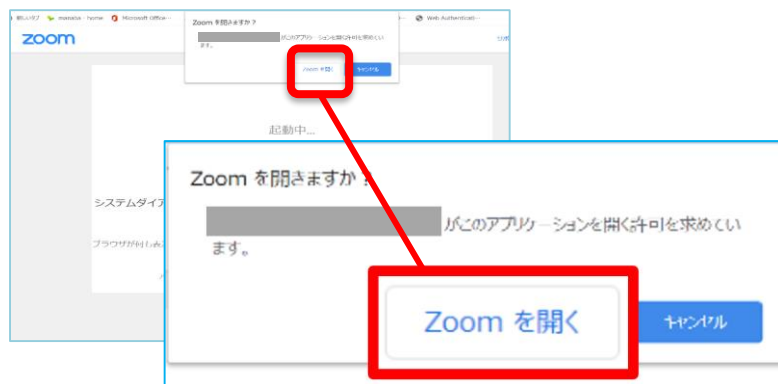 新しいタブ manaba - home Microsoft Office
Web Authenticati...
zoom
Zoom を開きますか？
がこのアプリケーションを開く許可を求めてい
ます。
Zoom を開く キャンセル
起動中...
システムダイア
ブラウザが何も表
Zoom を開きますか？
がこのアプリケーションを開く許可を求めてい
ます。
Zoom を開く キャンセル